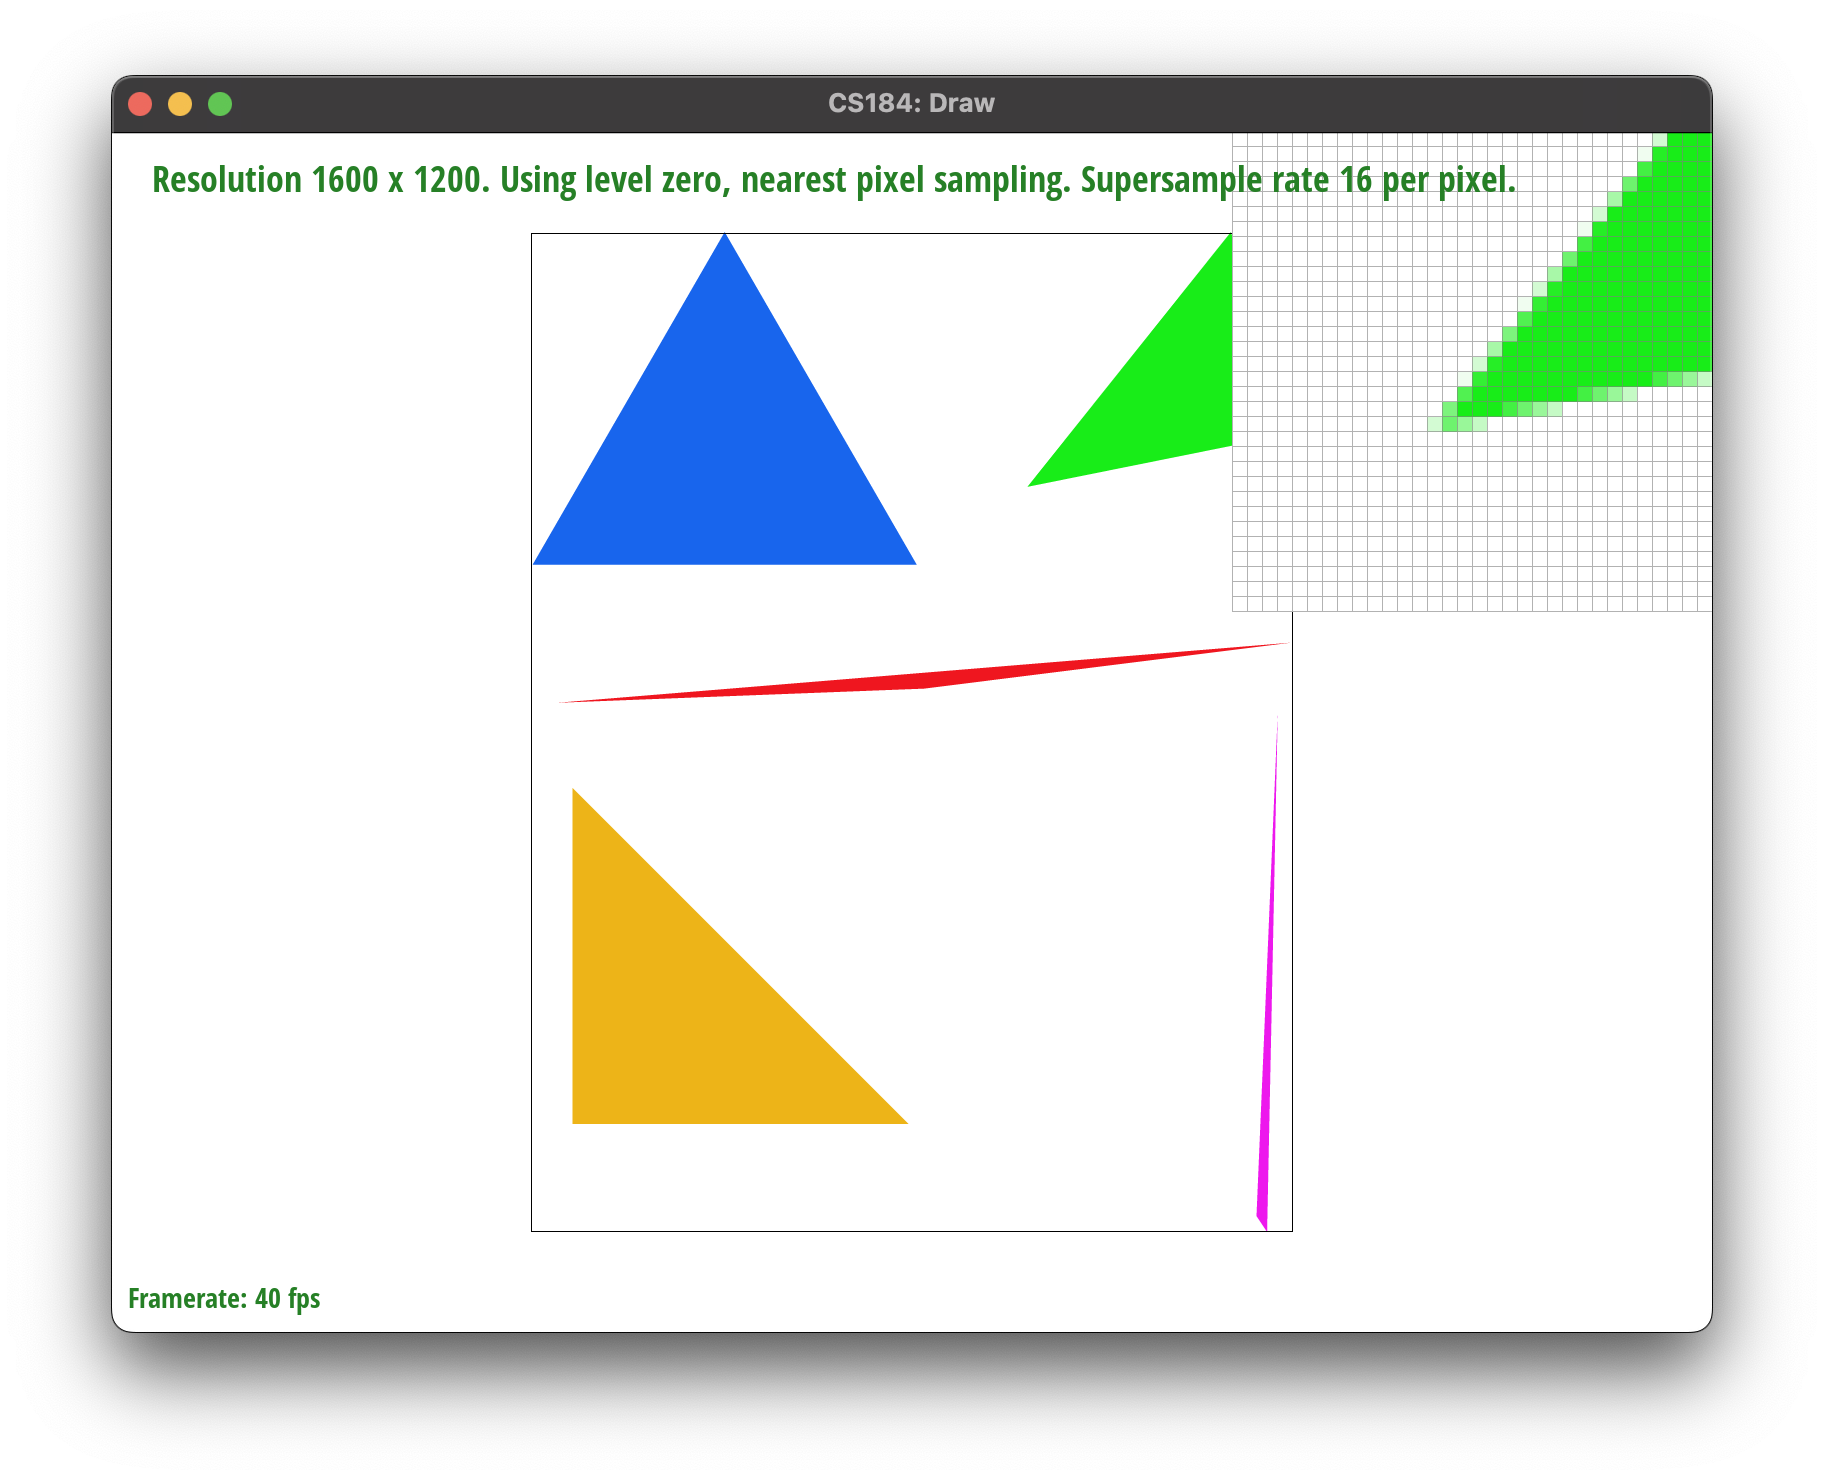 CS184: Draw
Resolution 1600 x 1200. Using level zero, nearest pixel sampling. Supersample rate 16 per pixel.
Framerate: 40 fps